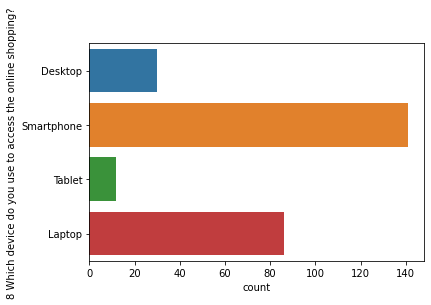 8 Which device do you use to access the online shopping?
Desktop
Smartphone
Tablet
Laptop
0 20 40 60 80 100 120 140
count